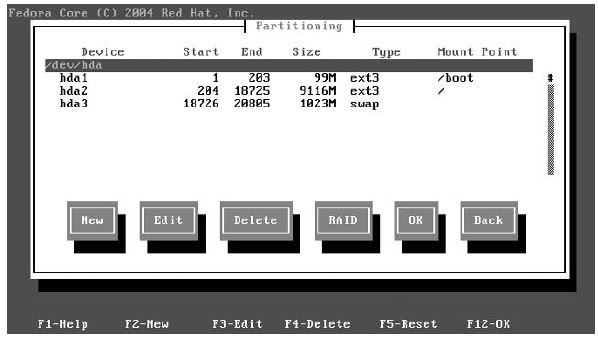 Fedora Core (C) 2004 Red Hat, Inc.
Partitioning
Device Start End Size Type Mount Point
/dev/hda
hda1 1 203 99M ext3 /boot
hda2 204 18725 9116M ext3 /
hda3 18726 20805 1023M swap
New Edit Delete RAID OK Back
F1-Help F2-New F3-Edit F4-Delete F5-Reset F12-OK